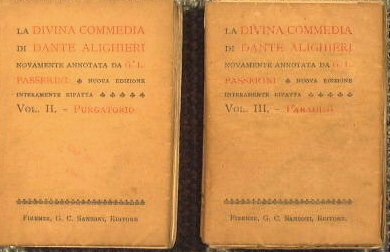 LA DIVINA COMMEDIA
DI DANTE ALIGHIERI
NOVAMENTE ANNOTATA DA G. L.
PASSERINI. NUOVA EDIZIONE
INTERAMENTE RIFATTA
VOL. II. - PURGATORIO
FIRENZE, G. C. SANSONI, EDITORE
LA DIVINA COMMEDIA
DI DANTE ALIGHIERI
NOVAMENTE ANNOTATA DA G. L.
PASSERINI NUOVA EDIZIONE
INTERAMENTE RIFATTA
VOL. III. - PARADISO
FIRENZE, G. C. SANSONI, EDITORE.